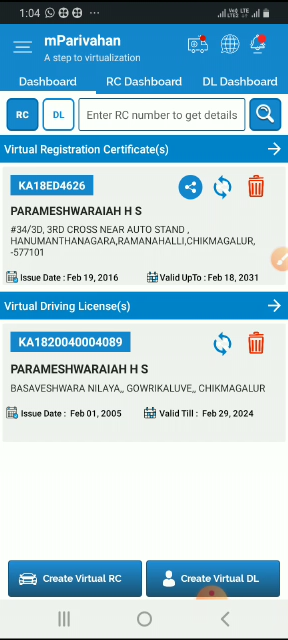 1:04
mParivahan
A step to virtualization
Dashboard RC Dashboard DL Dashboard
RC DL Enter RC number to get details
Virtual Registration Certificate(s)
KA18ED4626
PARAMESHWARAIAH H S
#34/3D, 3RD CROSS NEAR AUTO STAND ,
HANUMANTHANAGARA,RAMANAHALLI,CHIKMAGALUR,
-577101
Issue Date : Feb 19, 2016 Valid UpTo : Feb 18, 2031
Virtual Driving License(s)
KA1820040004089
PARAMESHWARAIAH H S
BASAVESHWARA NILAYA,, GOWRIKALUVE,, CHIKMAGALUR
Issue Date : Feb 01, 2005 Valid Till : Feb 29, 2024
Create Virtual RC Create Virtual DL